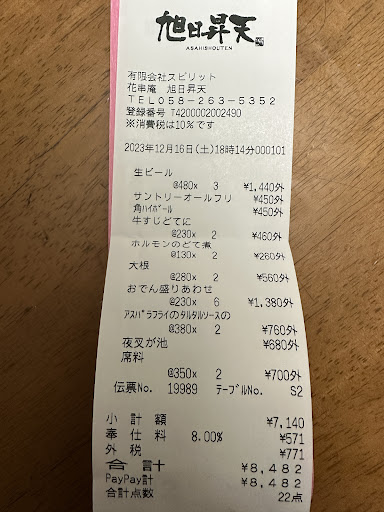 旭日昇天
ASAHISHOUTEN
有限会社スピリット
花串庵 旭日昇天
TEL058-263-5352
登録番号 T4200002002490
※消費税は10%です
2023年12月16日(土)18時14分000101
生ビール
@480x 3 ¥1,440外
サントリーオールフリ ¥450外
角ハイボール ¥450外
牛すじどてに
@230x 2 ¥460外
ホルモンのどて煮
@130x 2 ¥260外
大根
@280x 2 ¥560外
おでん盛りあわせ
@230x 6 ¥1,380外
アスパラフライのタルタルソースの
@380x 2 ¥760外
夜叉が池 ¥680外
席料
@350x 2 ¥700外
伝票No. 19989 テーブルNo. S2
小計額 ¥7,140
奉仕料 8.00% ¥571
外税 ¥771
合計 ¥8,482
PayPay計 ¥8,482
合計点数 22点